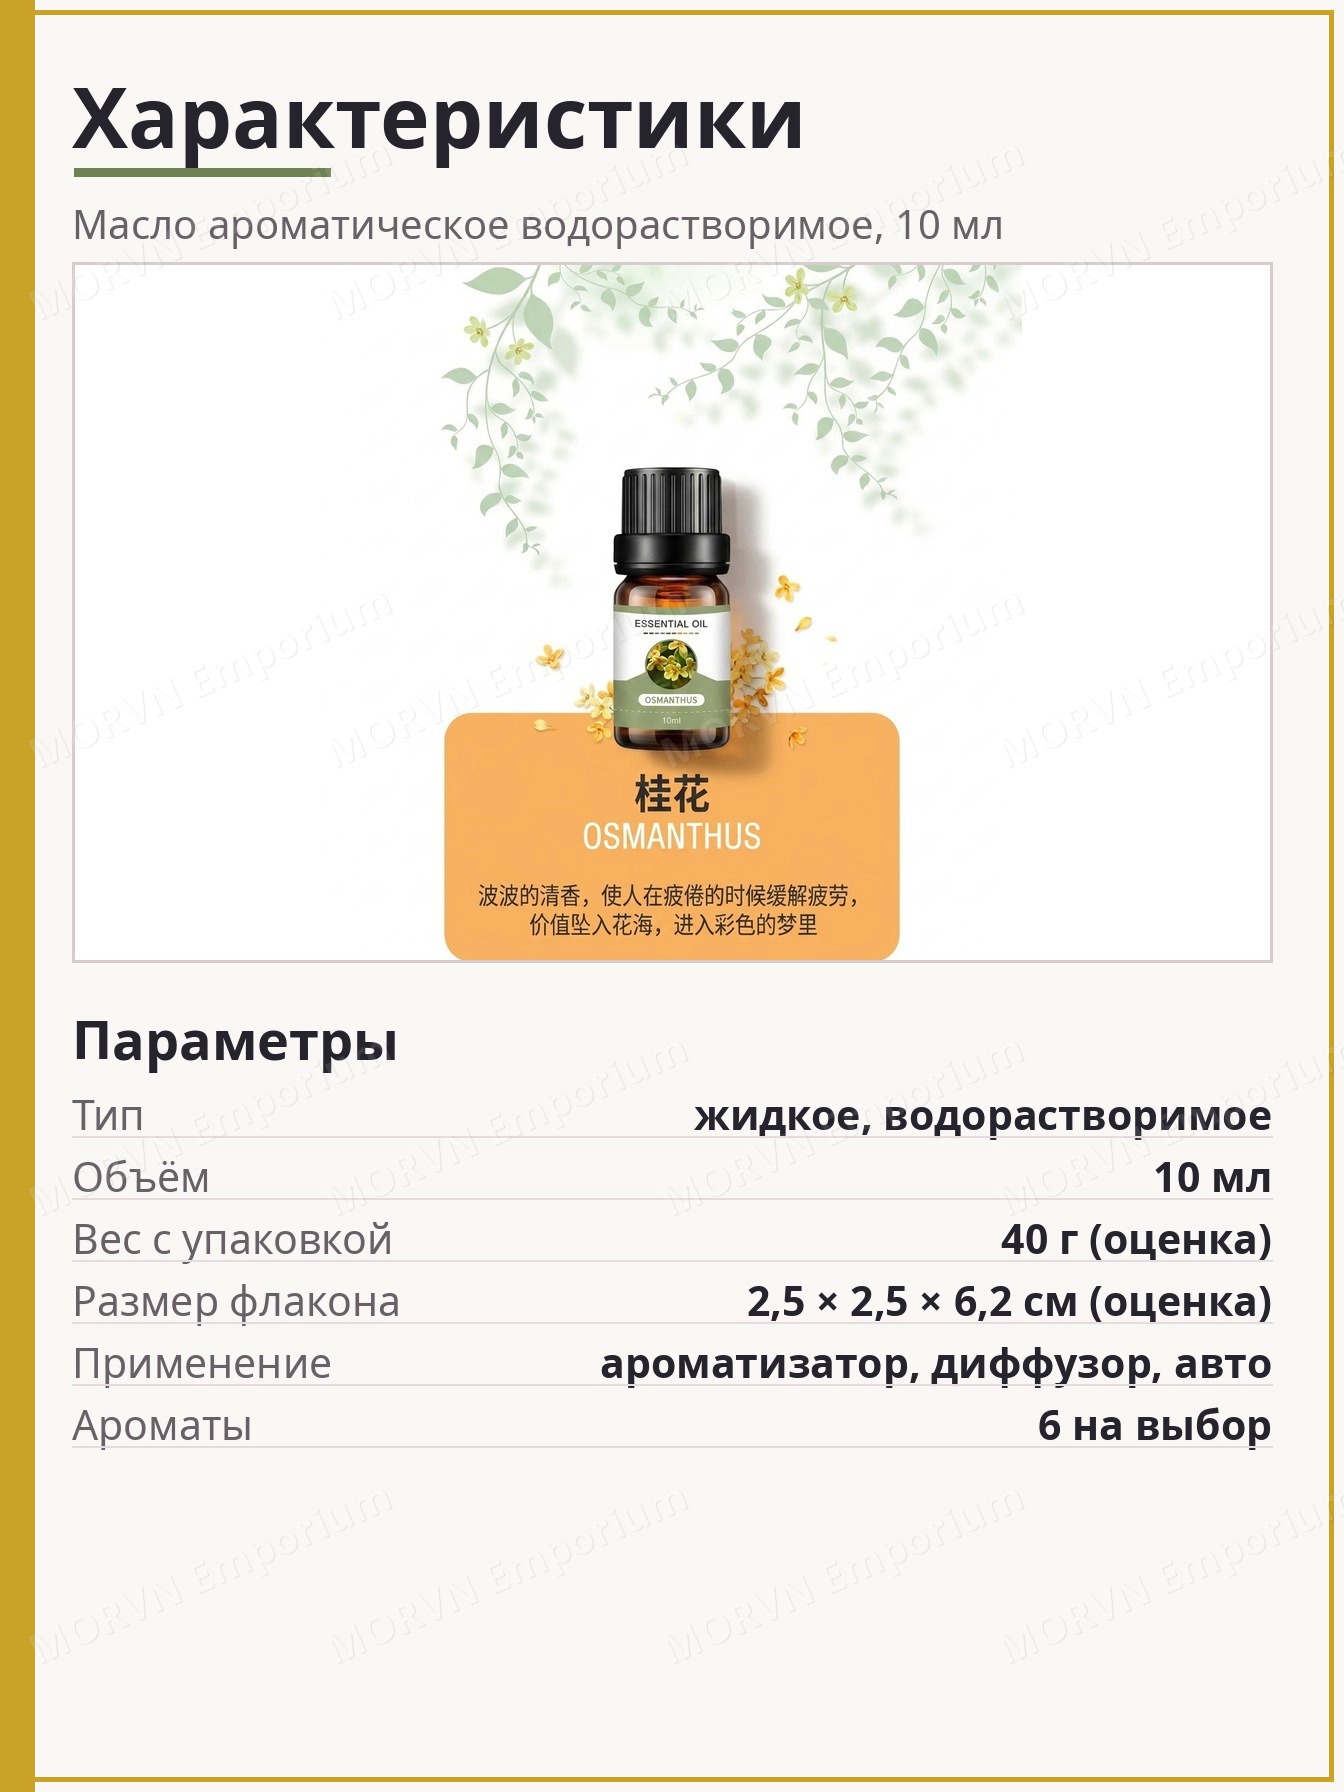 Характеристики
Масло ароматическое водорастворимое, 10 мл
ESSENTIAL OIL
OSMANTHUS
10ml
桂花
OSMANTHUS
波波的清香，使人在疲倦的时候缓解疲劳，
价值坠入花海，进入彩色的梦里
Параметры
Тип жидкое, водорастворимое
Объём 10 мл
Вес с упаковкой 40 г (оценка)
Размер флакона 2,5 × 2,5 × 6,2 см (оценка)
Применение ароматизатор, диффузор, авто
Ароматы 6 на выбор
MORVN Emporium